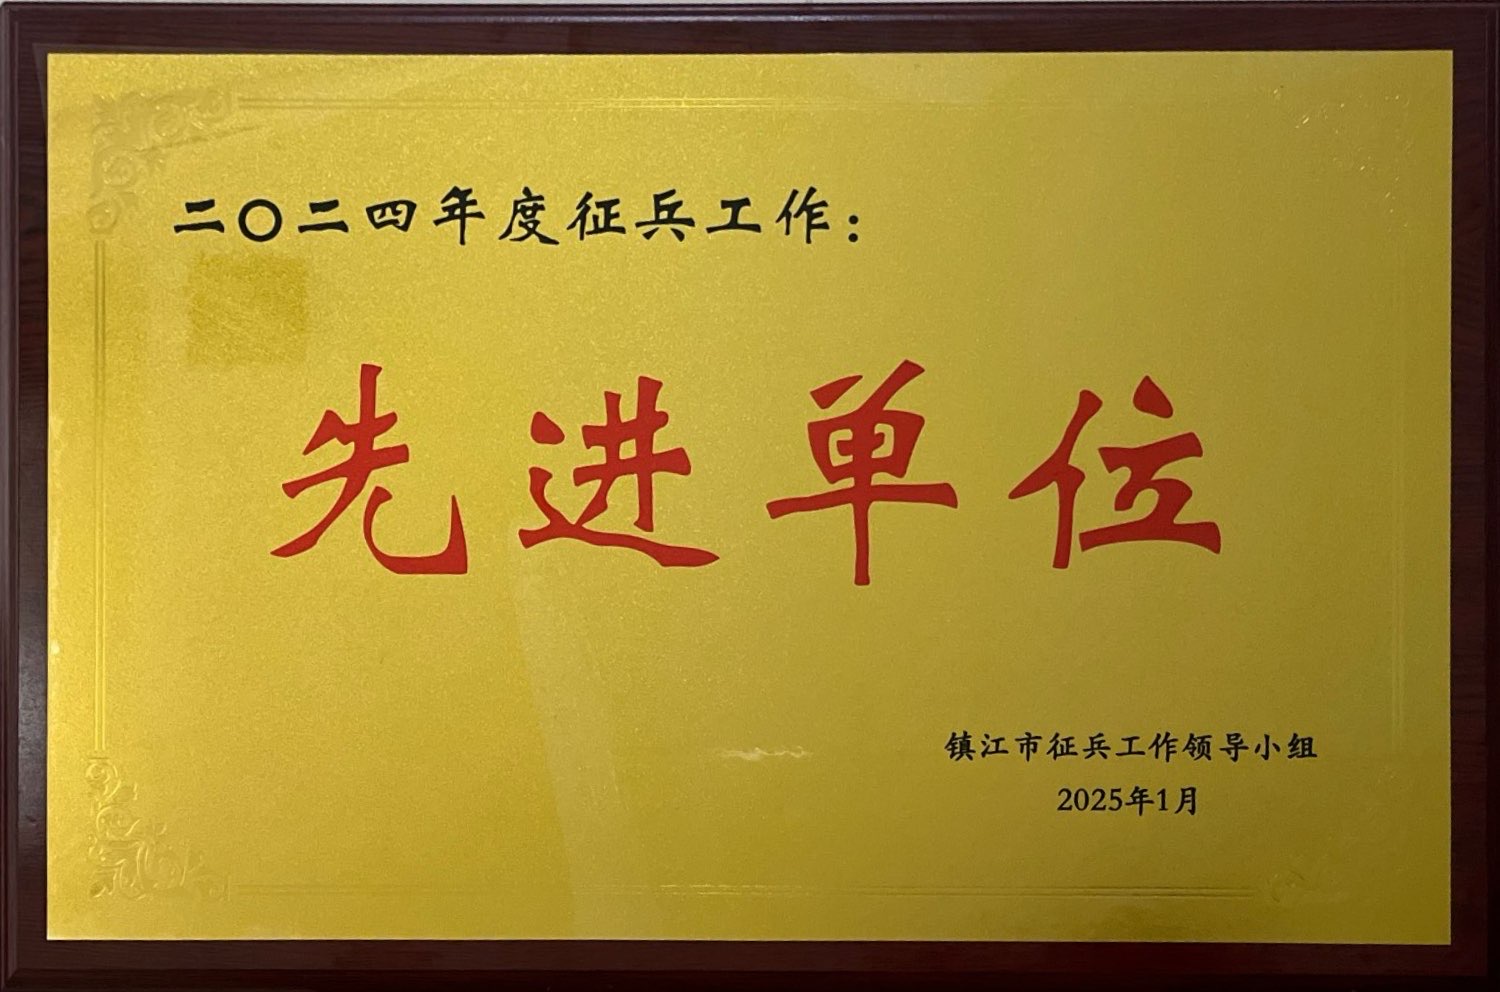 二〇二四年度征兵工作：
先进单位
镇江市征兵工作领导小组
2025年1月